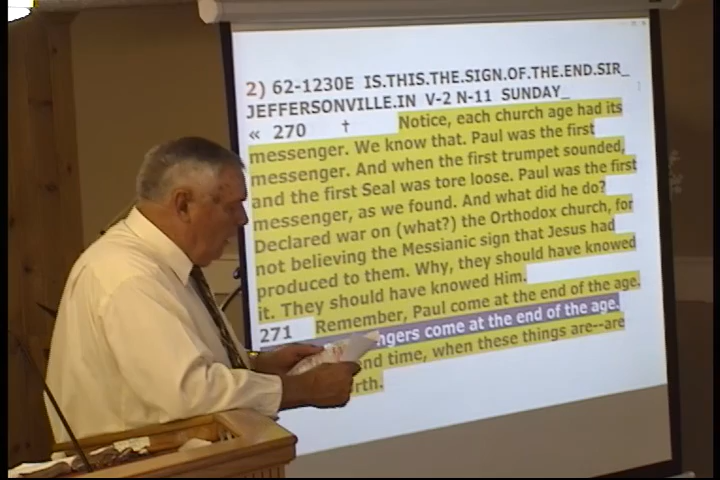 2) 62-1230E IS.THIS.THE.SIGN.OF.THE.END.SIR_
JEFFERSONVILLE.IN V-2 N-11 SUNDAY_
« 270 † Notice, each church age had its
messenger. We know that. Paul was the first
messenger. And when the first trumpet sounded,
and the first Seal was tore loose. Paul was the first
messenger, as we found. And what did he do?
Declared war on (what?) the Orthodox church, for
not believing the Messianic sign that Jesus had
produced to them. Why, they should have knowed
it. They should have knowed Him.
271 Remember, Paul come at the end of the age.
come at the end of the age.
time, when these things are--are